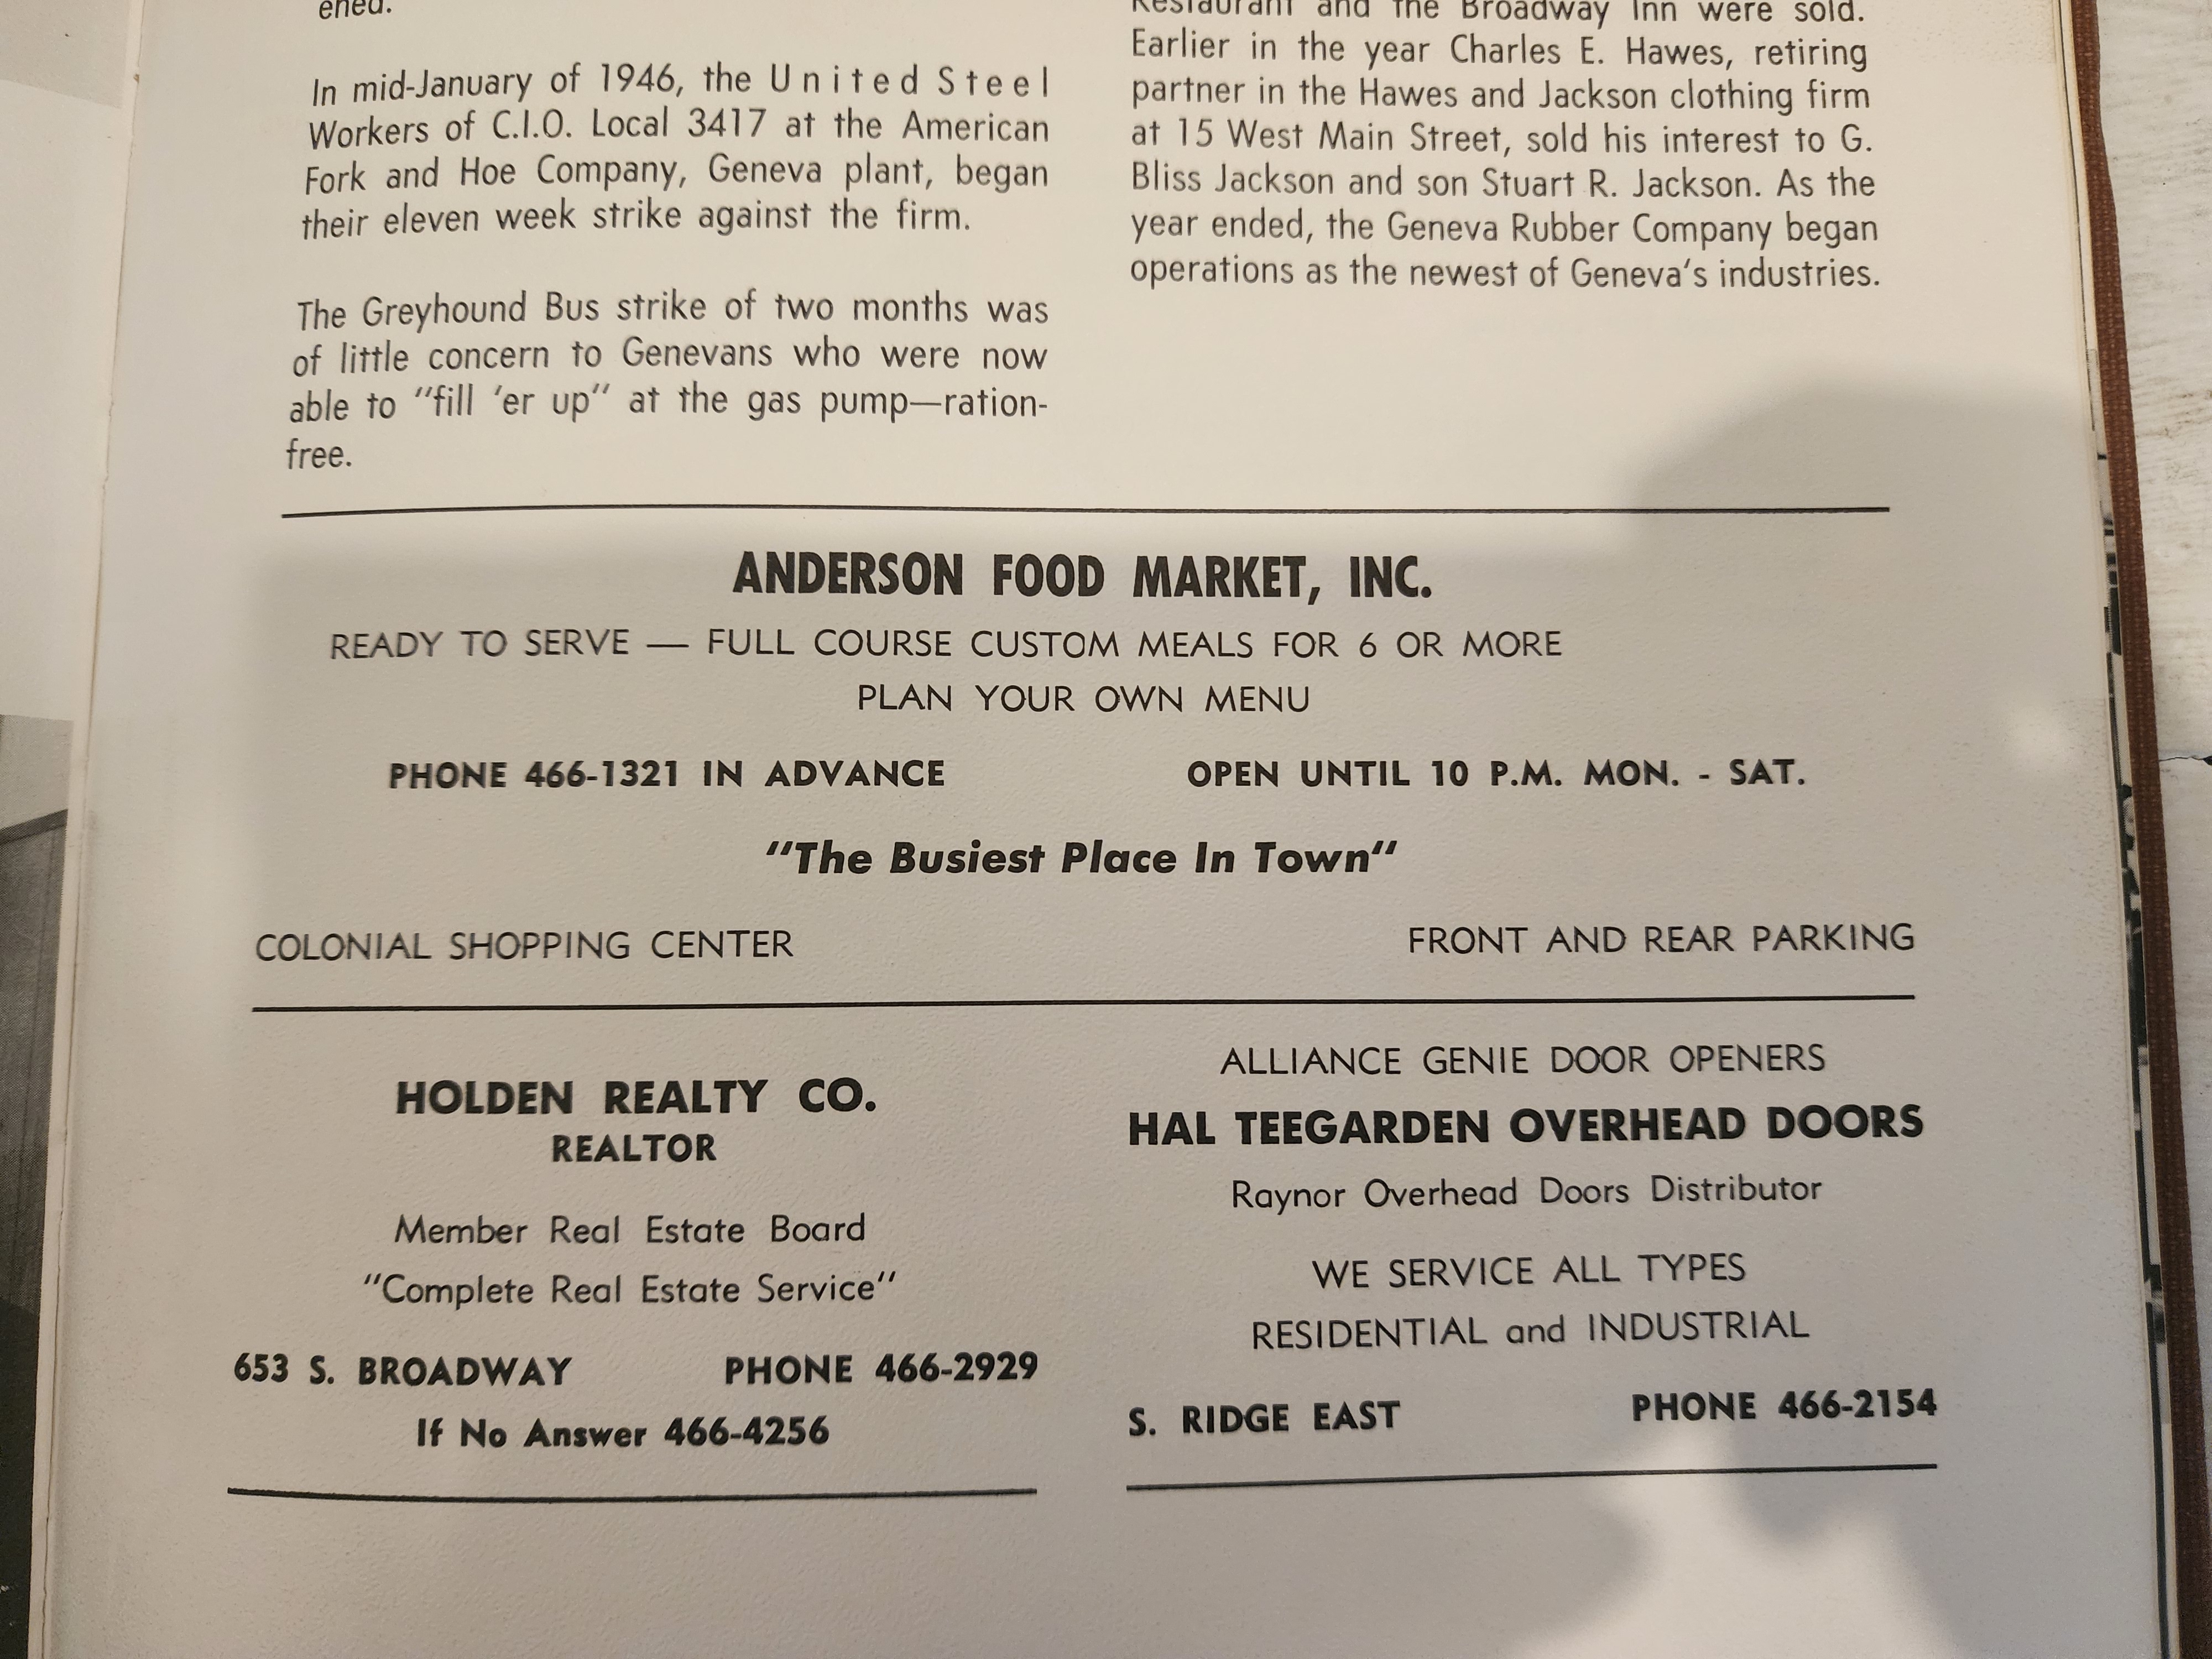 ened.
In mid-January of 1946, the United Steel
Workers of C.I.O. Local 3417 at the American
Fork and Hoe Company, Geneva plant, began
their eleven week strike against the firm.
The Greyhound Bus strike of two months was
of little concern to Genevans who were now
able to "fill 'er up" at the gas pump—ration-
free.
Restaurant and the Broadway Inn were sold.
Earlier in the year Charles E. Hawes, retiring
partner in the Hawes and Jackson clothing firm
at 15 West Main Street, sold his interest to G.
Bliss Jackson and son Stuart R. Jackson. As the
year ended, the Geneva Rubber Company began
operations as the newest of Geneva's industries.
ANDERSON FOOD MARKET, INC.
READY TO SERVE — FULL COURSE CUSTOM MEALS FOR 6 OR MORE
PLAN YOUR OWN MENU
PHONE 466-1321 IN ADVANCE OPEN UNTIL 10 P.M. MON. - SAT.
"The Busiest Place In Town"
COLONIAL SHOPPING CENTER FRONT AND REAR PARKING
HOLDEN REALTY CO.
REALTOR
Member Real Estate Board
"Complete Real Estate Service"
653 S. BROADWAY PHONE 466-2929
If No Answer 466-4256
ALLIANCE GENIE DOOR OPENERS
HAL TEEGARDEN OVERHEAD DOORS
Raynor Overhead Doors Distributor
WE SERVICE ALL TYPES
RESIDENTIAL and INDUSTRIAL
S. RIDGE EAST PHONE 466-2154